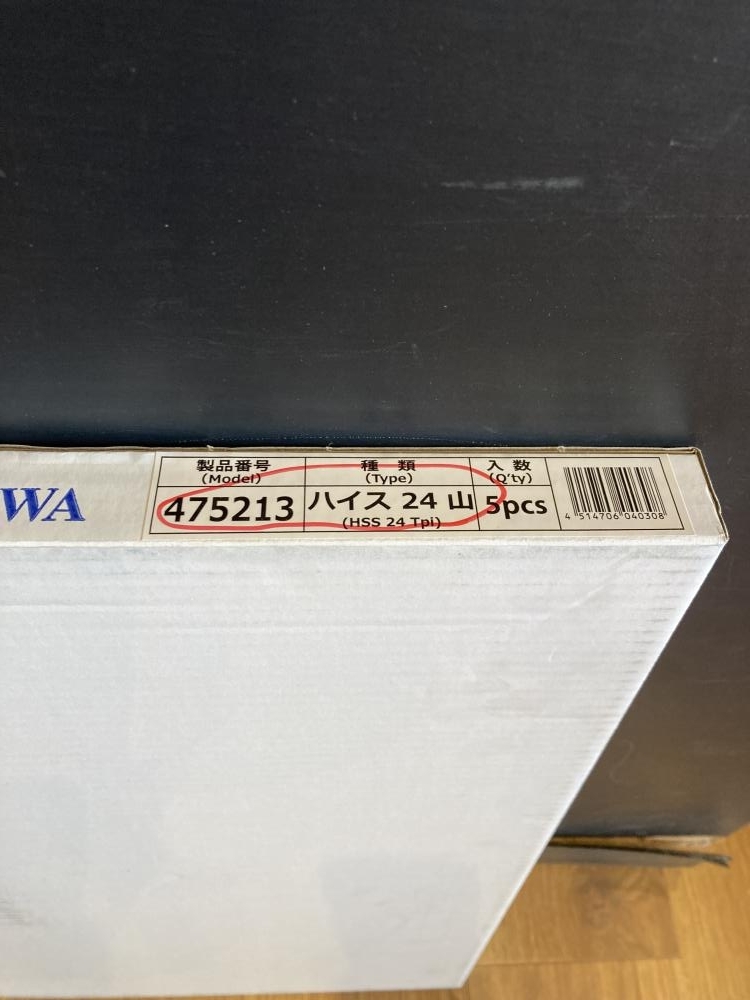 WA
製品番号
(Model)
475213
種 類
(Type)
ハイス 24 山
(HSS 24 Tpi)
入 数
(Q'ty)
5pcs
4 514706 040308